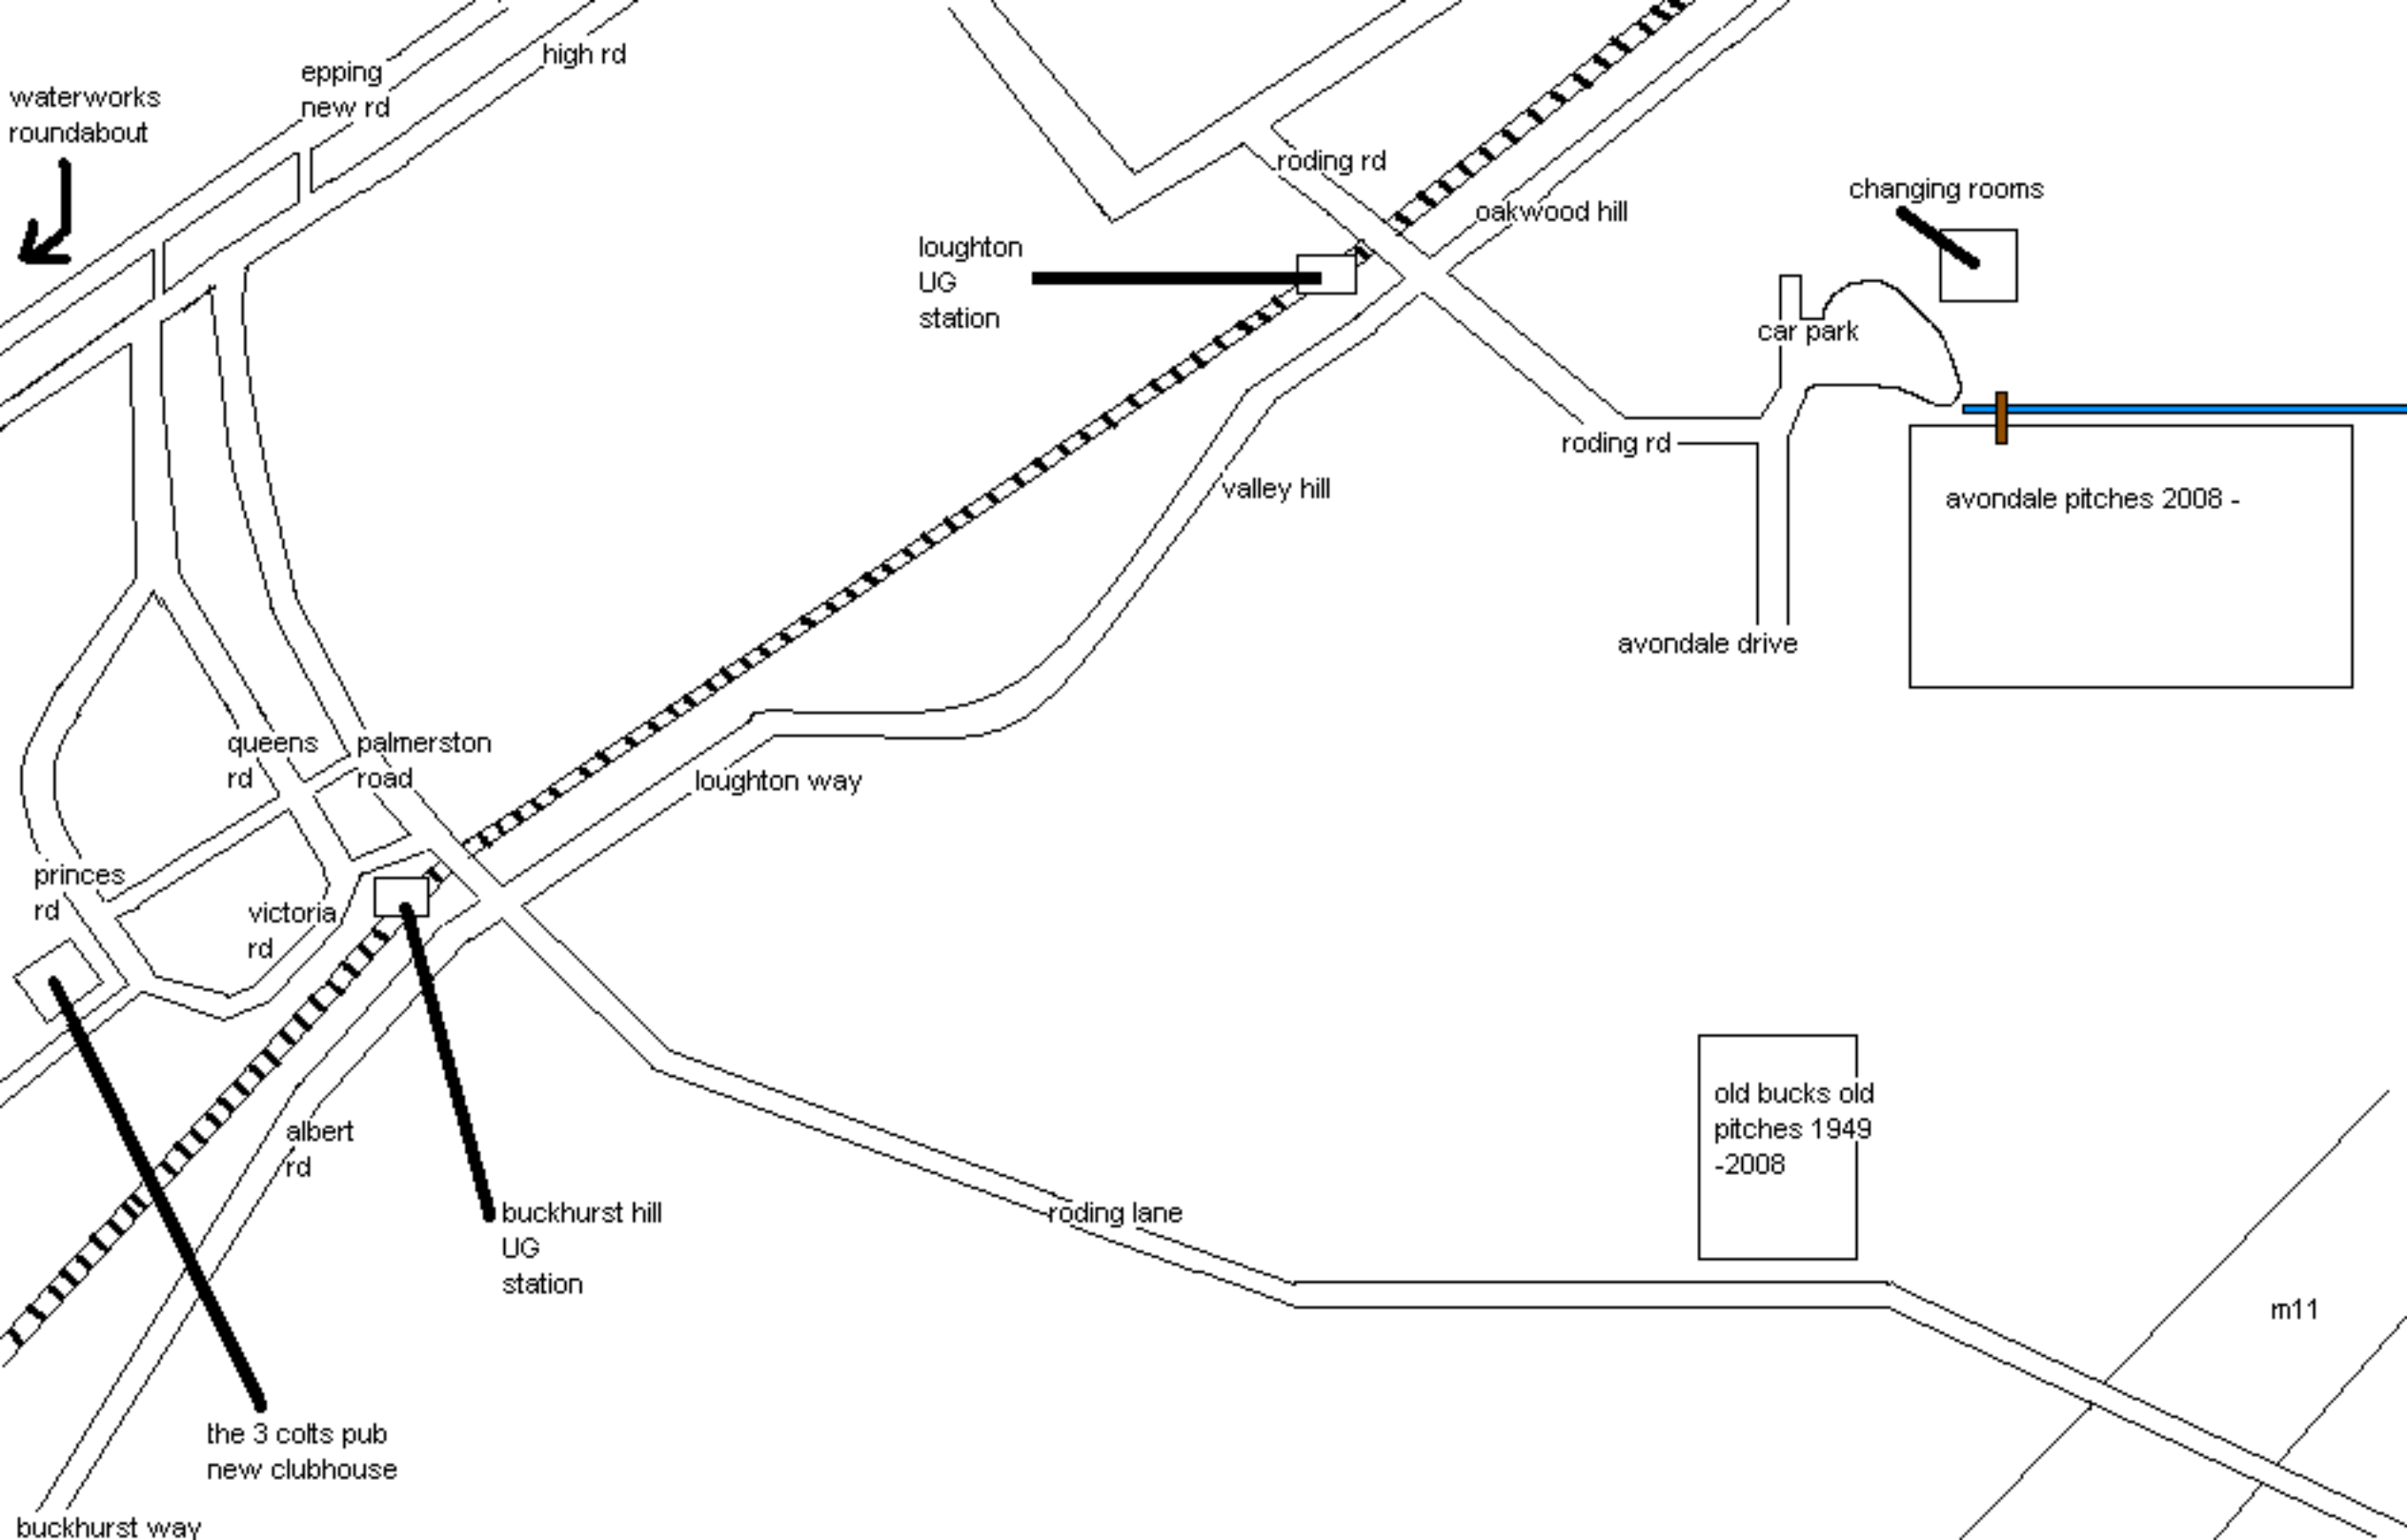 high rd
epping
new rd
waterworks
roundabout
roding rd
changing rooms
oakwood hill
loughton
UG
station
car park
roding rd
valley hill
avondale pitches 2008 -
avondale drive
queens
rd
palmerston
road
loughton way
princes
rd
victoria
rd
old bucks old
pitches 1949
-2008
albert
rd
buckhurst hill
UG
station
roding lane
m11
the 3 colts pub
new clubhouse
buckhurst way